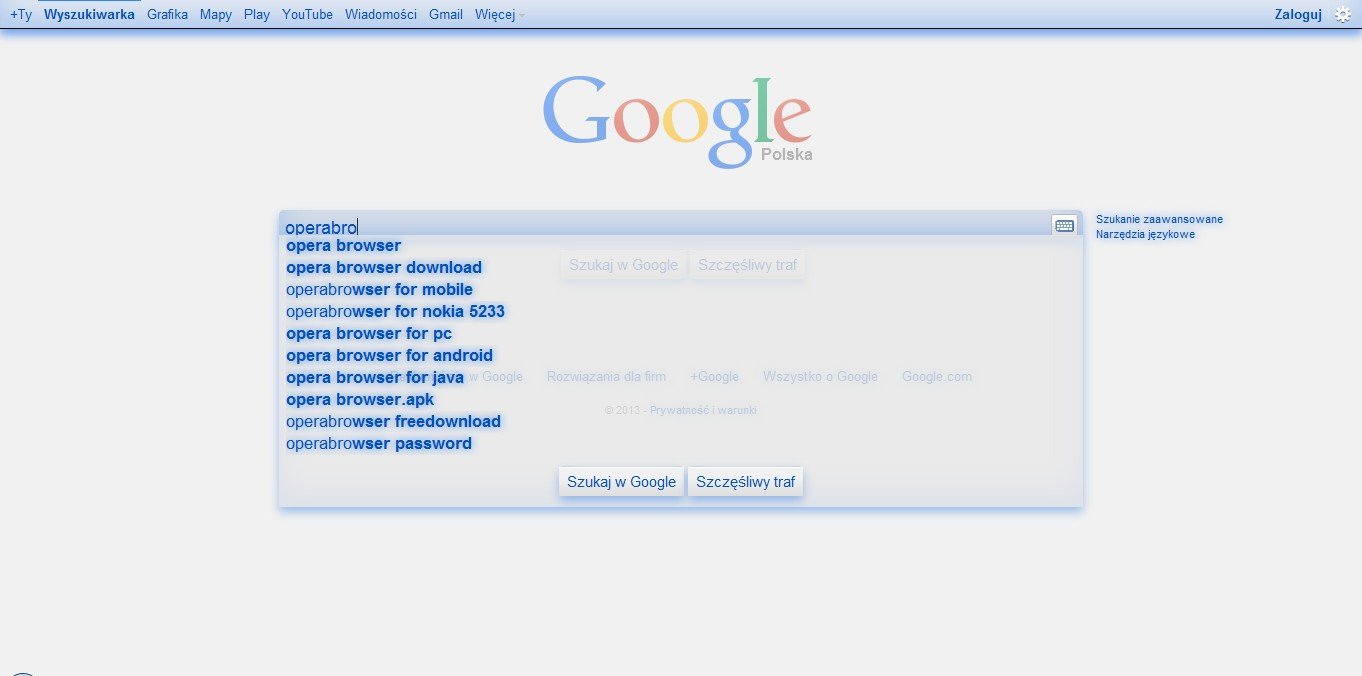 +Ty Wyszukiwarka Grafika Mapy Play YouTube Wiadomości Gmail Więcej Zaloguj
Google
Polska
operabro
Szukanie zaawansowane
Narzędzia językowe
opera browser
opera browser download
operabrowser for mobile
operabrowser for nokia 5233
opera browser for pc
opera browser for android
opera browser for java
opera browser.apk
operabrowser freedownload
operabrowser password
Szukaj w Google Szczęśliwy traf
w Google Rozwiązania dla firm +Google Wszystko o Google Google.com
© 2013 - Prywatność i warunki
Szukaj w Google Szczęśliwy traf